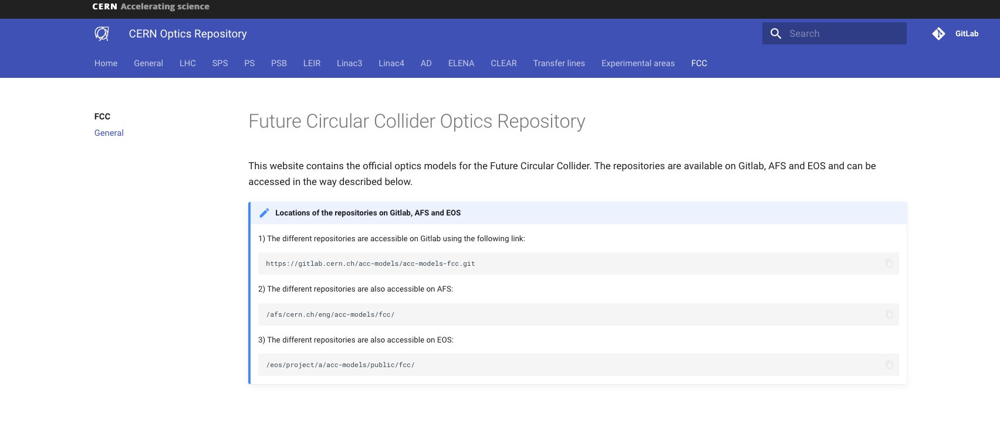 CERN Accelerating science
CERN Optics Repository
Search
GitLab
Home General LHC SPS PS PSB LEIR Linac3 Linac4 AD ELENA CLEAR Transfer lines Experimental areas FCC
FCC
General
Future Circular Collider Optics Repository
This website contains the official optics models for the Future Circular Collider. The repositories are available on Gitlab, AFS and EOS and can be
accessed in the way described below.
Locations of the repositories on Gitlab, AFS and EOS
1) The different repositories are accessible on Gitlab using the following link:
https://gitlab.cern.ch/acc-models/acc-models-fcc.git
2) The different repositories are also accessible on AFS:
/afs/cern.ch/eng/acc-models/fcc/
3) The different repositories are also accessible on EOS:
/eos/project/a/acc-models/public/fcc/